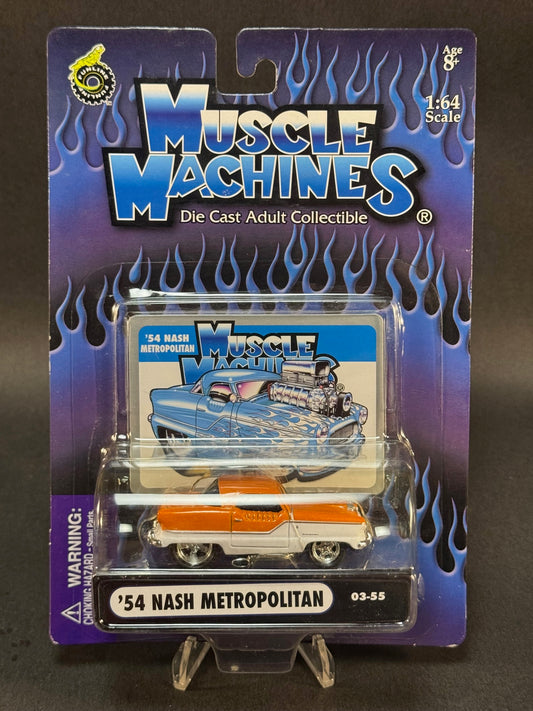 FUNLINE
Age
8+
1:64
Scale
MUSCLE
MACHINES
®
Die Cast Adult Collectible
'54 NASH
METROPOLITAN
MUSCLE
MACHINES
WARNING:
CHOKING HAZARD - Small Parts
'54 NASH METROPOLITAN
03-55